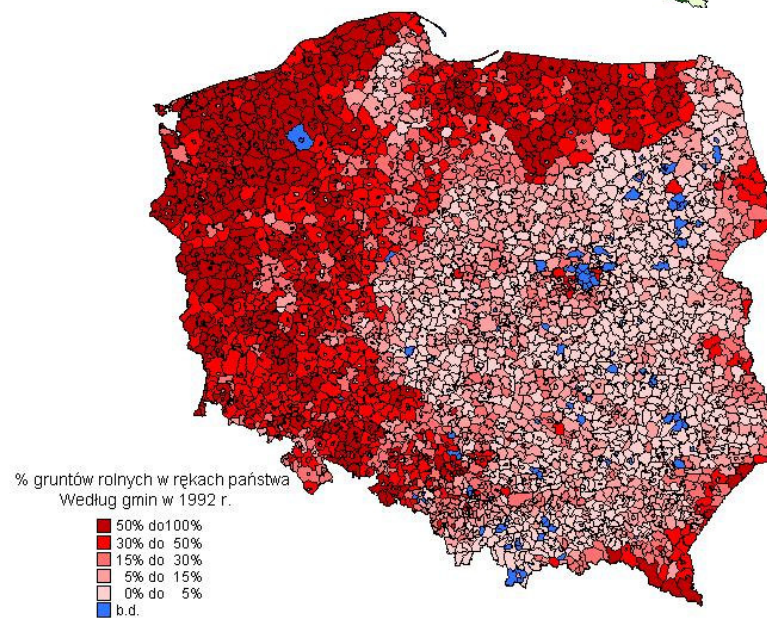 % gruntów rolnych w rękach państwa
Według gmin w 1992 r.
50% do100%
30% do 50%
15% do 30%
5% do 15%
0% do 5%
b.d.